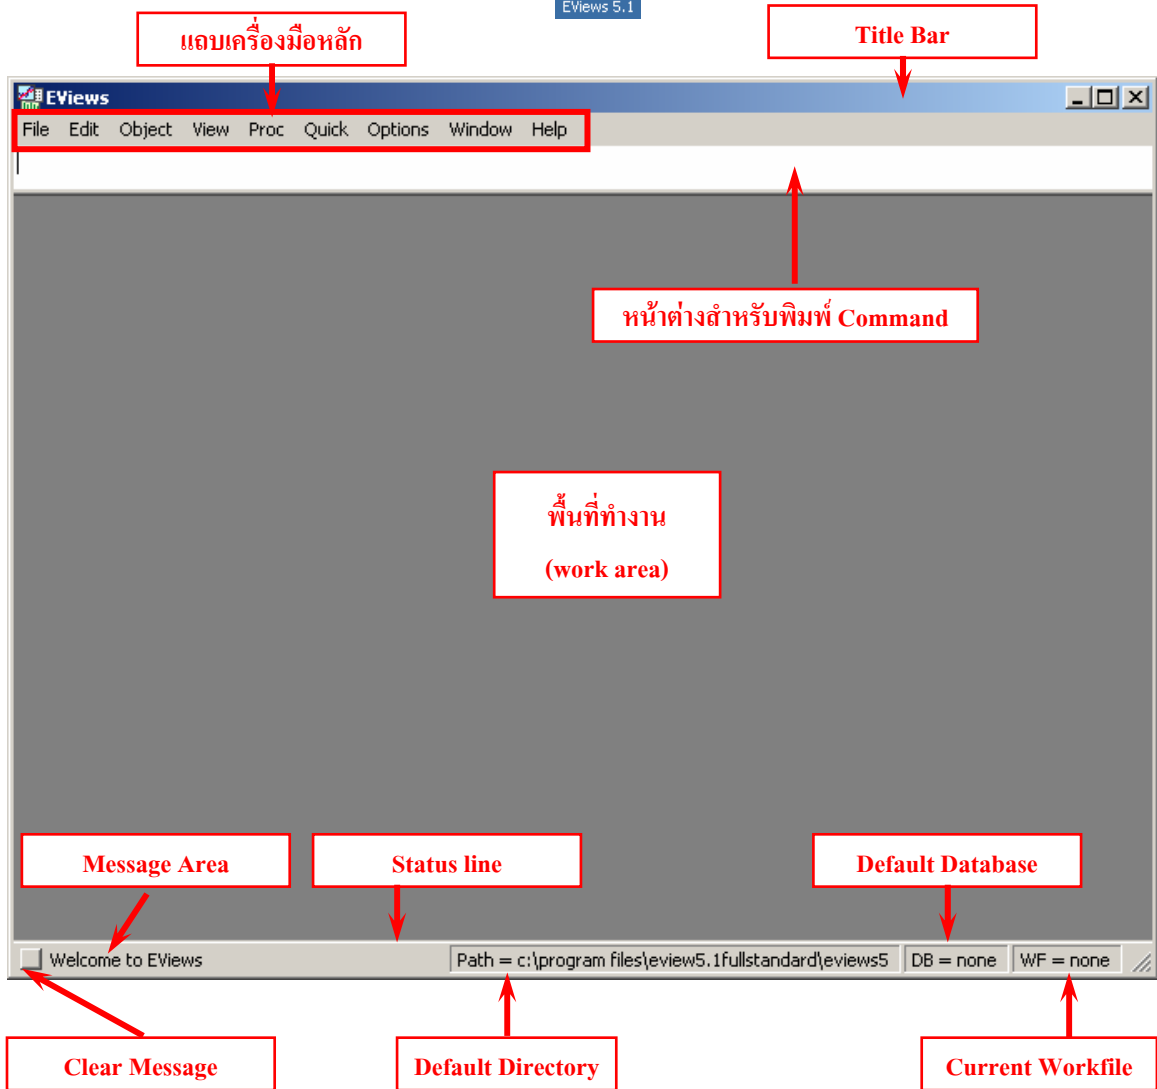 EViews 5.1
แถบเครื่องมือหลัก
Title Bar
EViews
File Edit Object View Proc Quick Options Window Help
หน้าต่างสำหรับพิมพ์ Command
พื้นที่ทำงาน
(work area)
Message Area
Status line
Default Database
Welcome to EViews
Path = c:\program files\eview5.1fullstandard\eviews5
DB = none
WF = none
Clear Message
Default Directory
Current Workfile